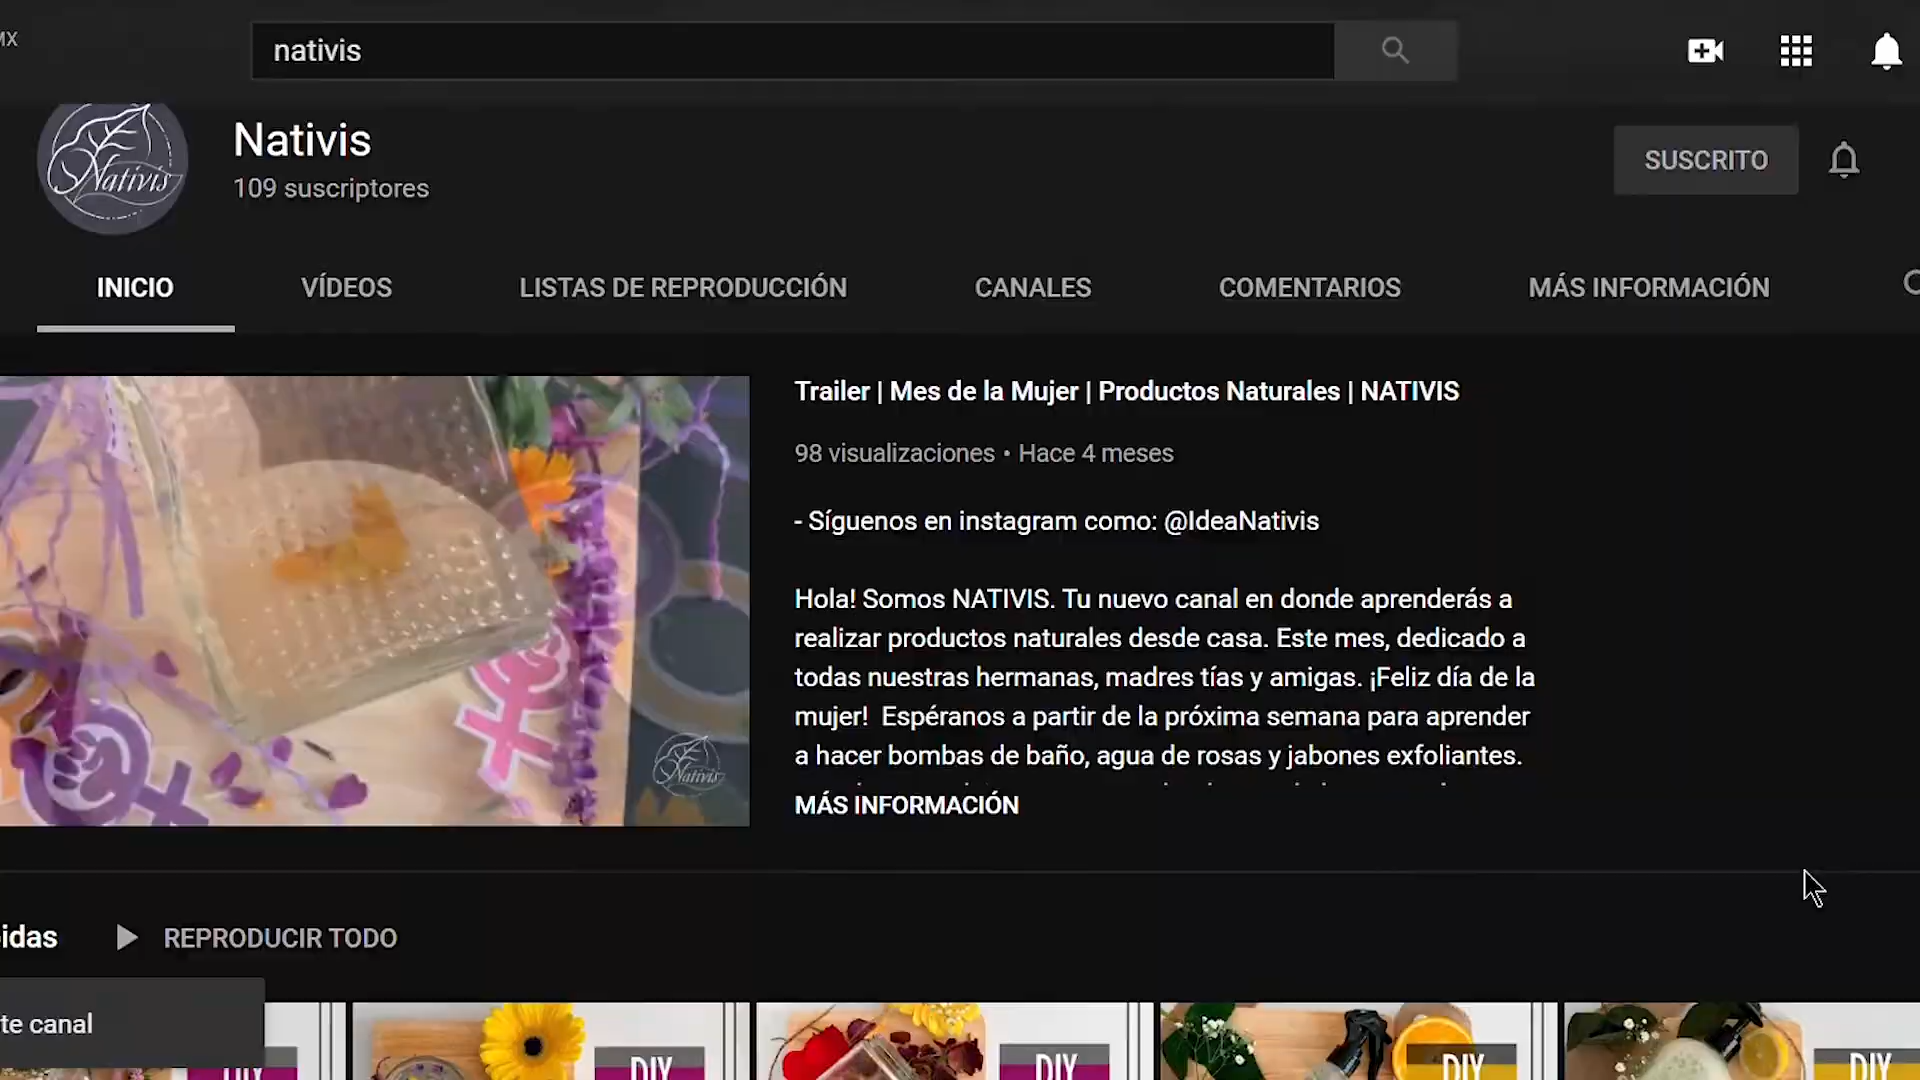 MX
nativis
Nativis
Nativis
109 suscriptores
SUSCRITO
INICIO
VÍDEOS
LISTAS DE REPRODUCCIÓN
CANALES
COMENTARIOS
MÁS INFORMACIÓN
Trailer | Mes de la Mujer | Productos Naturales | NATIVIS
98 visualizaciones • Hace 4 meses
- Síguenos en instagram como: @IdeaNativis
Hola! Somos NATIVIS. Tu nuevo canal en donde aprenderás a
realizar productos naturales desde casa. Este mes, dedicado a
todas nuestras hermanas, madres tías y amigas. ¡Feliz día de la
mujer!  Espéranos a partir de la próxima semana para aprender
a hacer bombas de baño, agua de rosas y jabones exfoliantes.
MÁS INFORMACIÓN
Nativis
idas
REPRODUCIR TODO
te canal
DIY
DIY
DIY
DIY
DIY